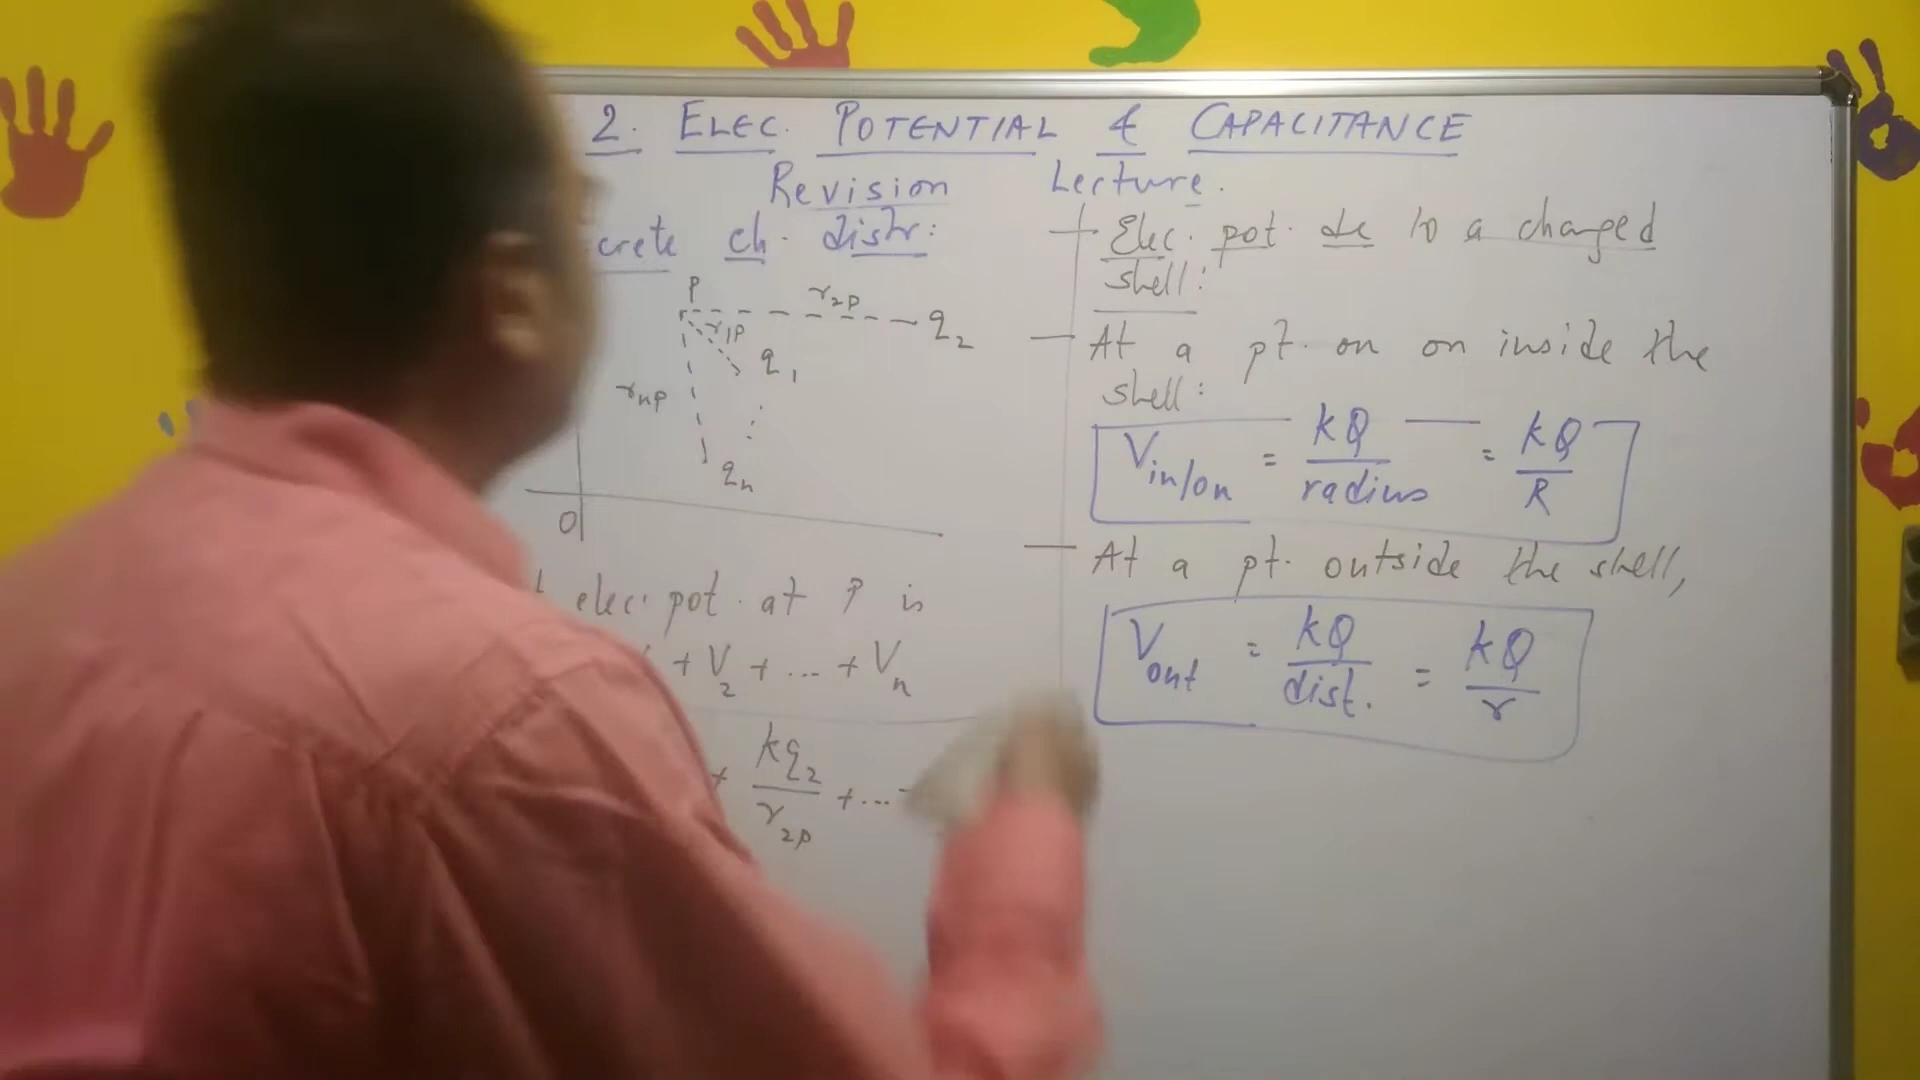 2. ELEC. POTENTIAL & CAPACITANCE
Revision Lecture.
crete ch. distr:
P
r2p
q2
r1p
q1
rnp
qn
O
elec. pot. at P is
+ V2 + ... + Vn
+ kq2/r2p + ...
Elec. pot. de to a charged
shell:
— At a pt. on on inside the
shell:
Vin/on = kQ/radius = kQ/R
— At a pt. outside the shell,
Vout = kQ/dist. = kQ/r